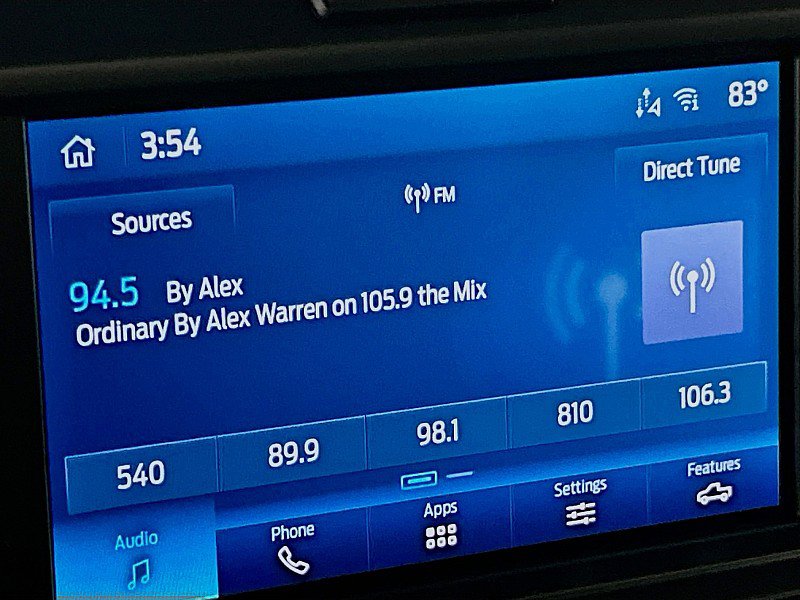 3:54
83°
Sources
FM
Direct Tune
94.5 By Alex
Ordinary By Alex Warren on 105.9 the Mix
540 89.9 98.1 810 106.3
Audio Phone Apps Settings Features